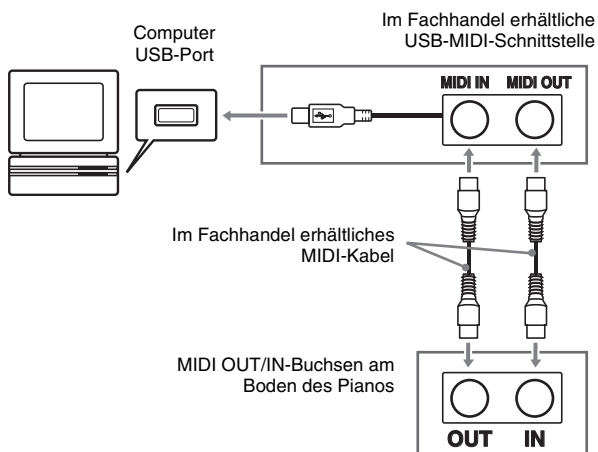 Computer
USB-Port
Im Fachhandel erhältliche
USB-MIDI-Schnittstelle
MIDI IN MIDI OUT
Im Fachhandel erhältliches
MIDI-Kabel
MIDI OUT/IN-Buchsen am
Boden des Pianos
OUT IN